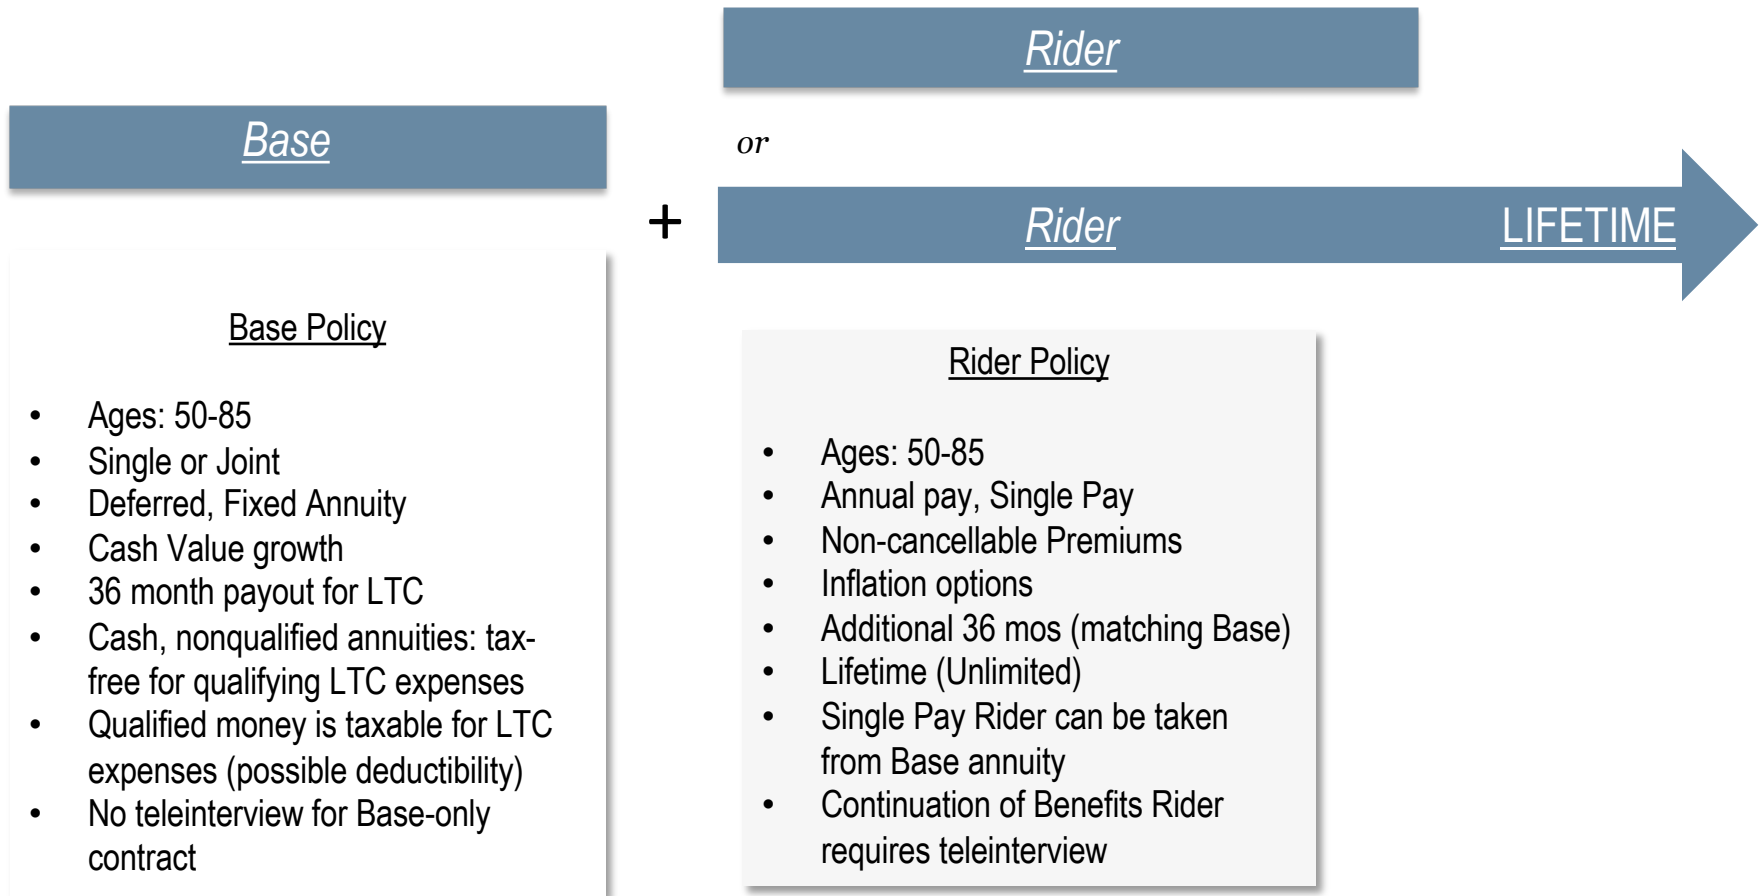 Rider
Base
or
+
Rider
LIFETIME
Base Policy
• Ages: 50-85
• Single or Joint
• Deferred, Fixed Annuity
• Cash Value growth
• 36 month payout for LTC
• Cash, nonqualified annuities: tax-
free for qualifying LTC expenses
• Qualified money is taxable for LTC
expenses (possible deductibility)
• No teleinterview for Base-only
contract
Rider Policy
• Ages: 50-85
• Annual pay, Single Pay
• Non-cancellable Premiums
• Inflation options
• Additional 36 mos (matching Base)
• Lifetime (Unlimited)
• Single Pay Rider can be taken
from Base annuity
• Continuation of Benefits Rider
requires teleinterview